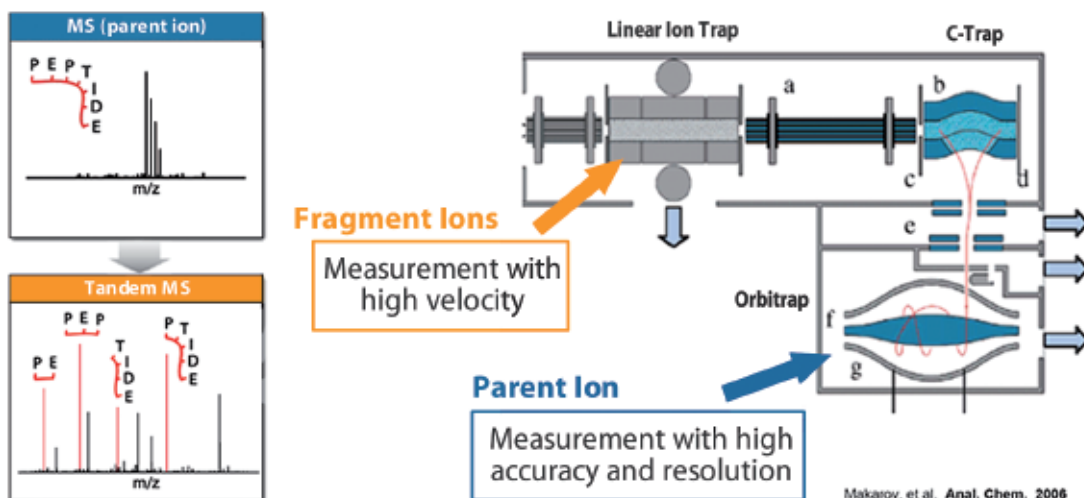 MS (parent ion)
P E P T I D E
m/z
Tandem MS
P E
P E P
T I D E
P T I D E
m/z
Linear Ion Trap
C-Trap
a
b
c
d
e
Fragment Ions
Measurement with
high velocity
Orbitrap
f
g
Parent Ion
Measurement with high
accuracy and resolution
Makarov, et al. Anal. Chem. 2006